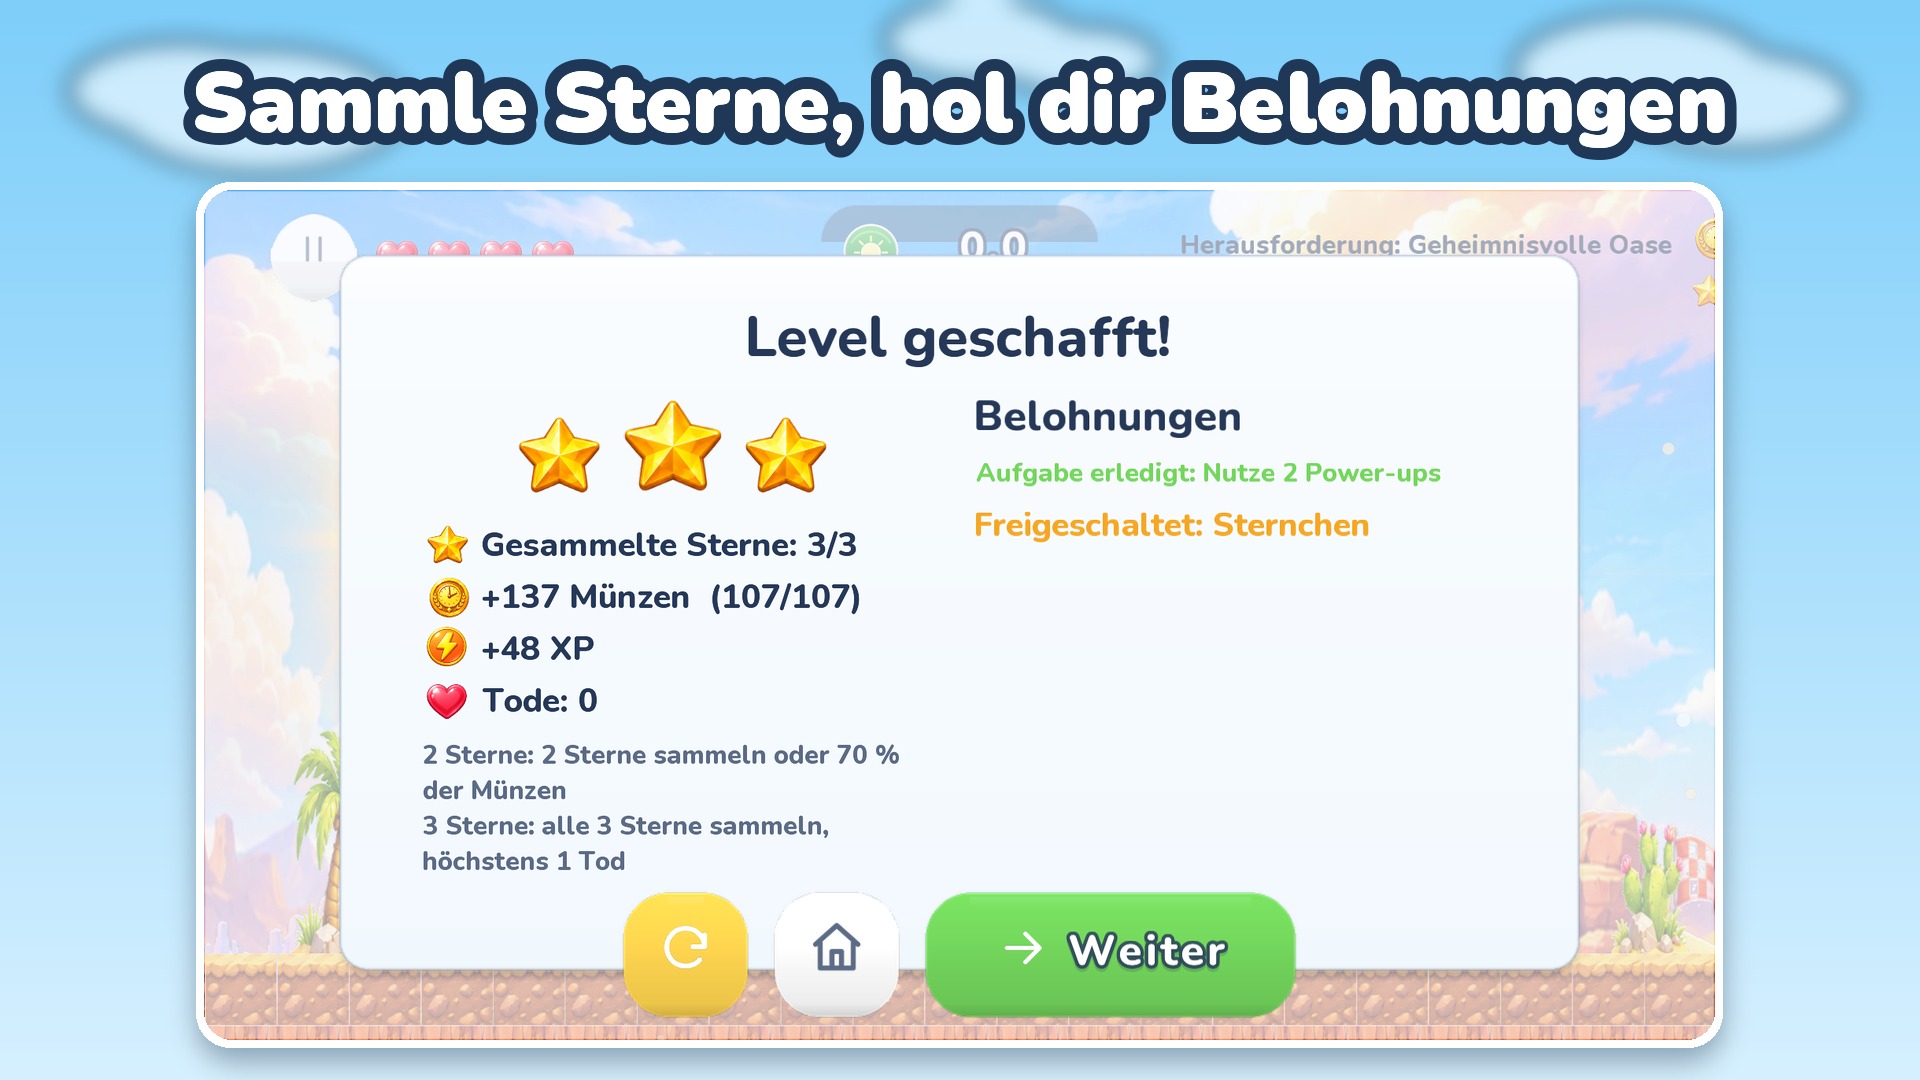 Sammle Sterne, hol dir Belohnungen
Herausforderung: Geheimnisvolle Oase
Level geschafft!
Gesammelte Sterne: 3/3
+137 Münzen (107/107)
+48 XP
Tode: 0
2 Sterne: 2 Sterne sammeln oder 70 %
der Münzen
3 Sterne: alle 3 Sterne sammeln,
höchstens 1 Tod
Belohnungen
Aufgabe erledigt: Nutze 2 Power-ups
Freigeschaltet: Sternchen
Weiter